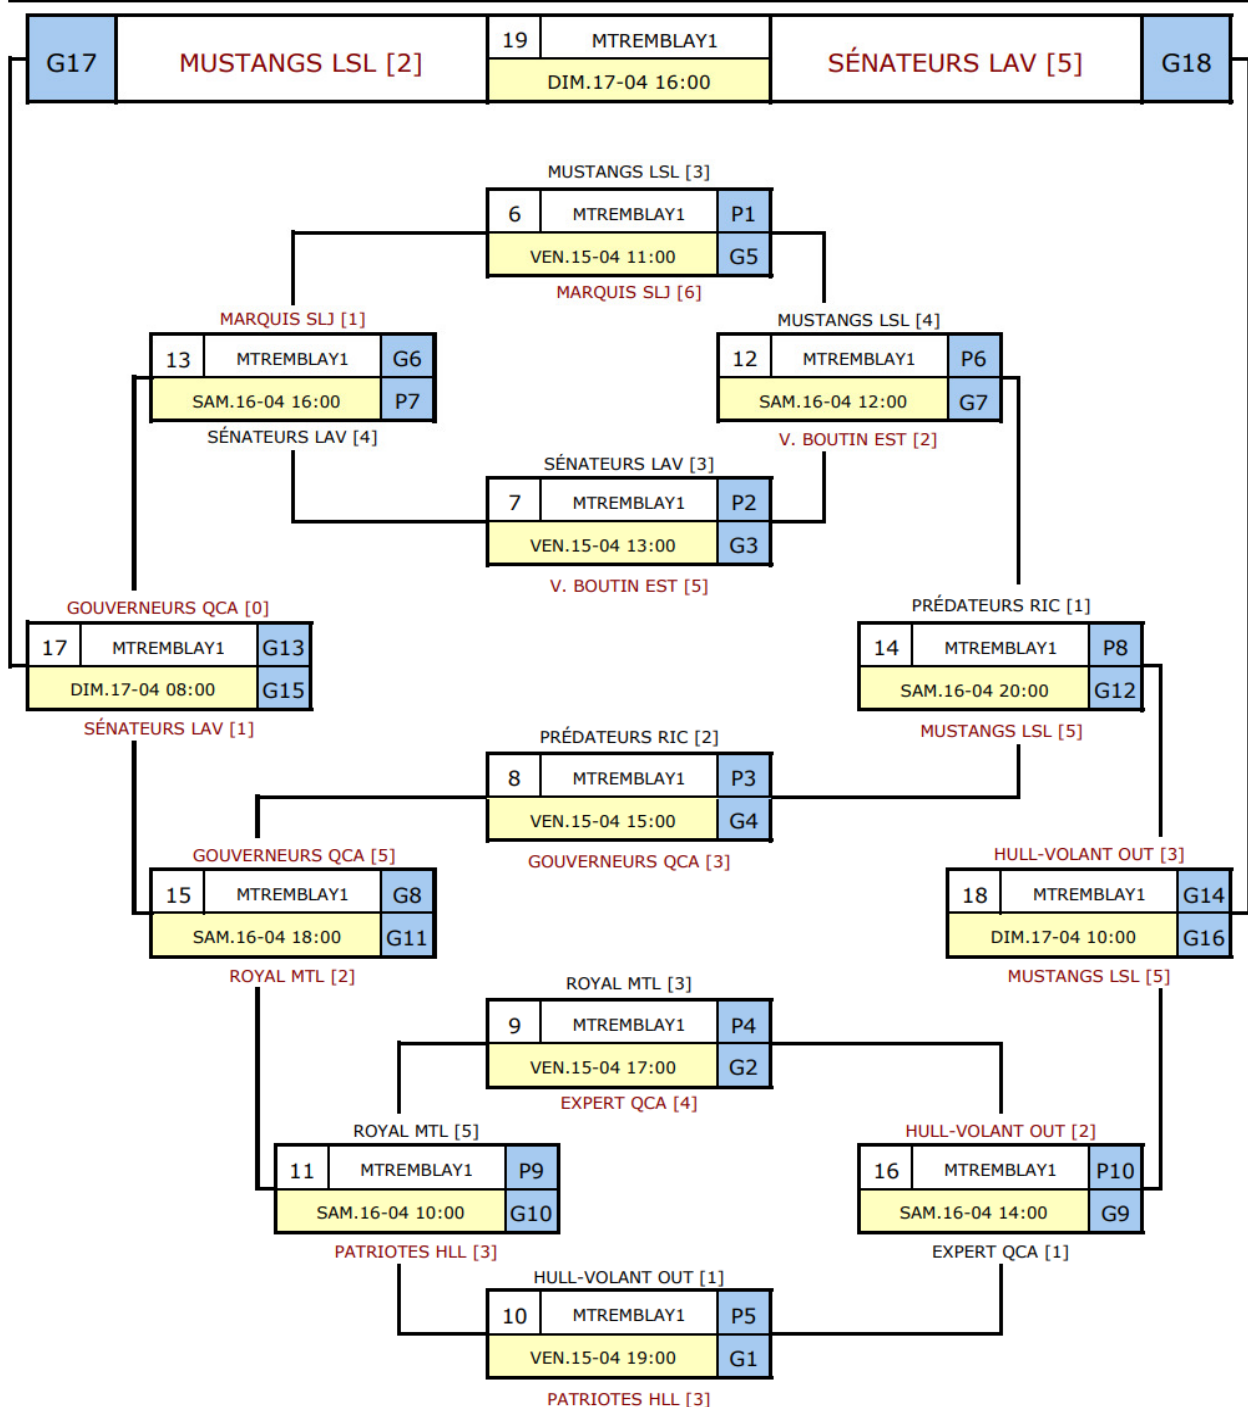 G17 MUSTANGS LSL [2] 19 MTREMBLAY1 SÉNATEURS LAV [5] G18
DIM.17-04 16:00
MUSTANGS LSL [3]
6 MTREMBLAY1 P1
VEN.15-04 11:00 G5
MARQUIS SLJ [6]
MARQUIS SLJ [1]
13 MTREMBLAY1 G6
SAM.16-04 16:00 P7
SÉNATEURS LAV [4]
MUSTANGS LSL [4]
12 MTREMBLAY1 P6
SAM.16-04 12:00 G7
V. BOUTIN EST [2]
SÉNATEURS LAV [3]
7 MTREMBLAY1 P2
VEN.15-04 13:00 G3
V. BOUTIN EST [5]
GOUVERNEURS QCA [0]
17 MTREMBLAY1 G13
DIM.17-04 08:00 G15
SÉNATEURS LAV [1]
PRÉDATEURS RIC [1]
14 MTREMBLAY1 P8
SAM.16-04 20:00 G12
MUSTANGS LSL [5]
PRÉDATEURS RIC [2]
8 MTREMBLAY1 P3
VEN.15-04 15:00 G4
GOUVERNEURS QCA [3]
GOUVERNEURS QCA [5]
15 MTREMBLAY1 G8
SAM.16-04 18:00 G11
ROYAL MTL [2]
HULL-VOLANT OUT [3]
18 MTREMBLAY1 G14
DIM.17-04 10:00 G16
MUSTANGS LSL [5]
ROYAL MTL [3]
9 MTREMBLAY1 P4
VEN.15-04 17:00 G2
EXPERT QCA [4]
ROYAL MTL [5]
11 MTREMBLAY1 P9
SAM.16-04 10:00 G10
PATRIOTES HLL [3]
HULL-VOLANT OUT [2]
16 MTREMBLAY1 P10
SAM.16-04 14:00 G9
EXPERT QCA [1]
HULL-VOLANT OUT [1]
10 MTREMBLAY1 P5
VEN.15-04 19:00 G1
PATRIOTES HLL [3]